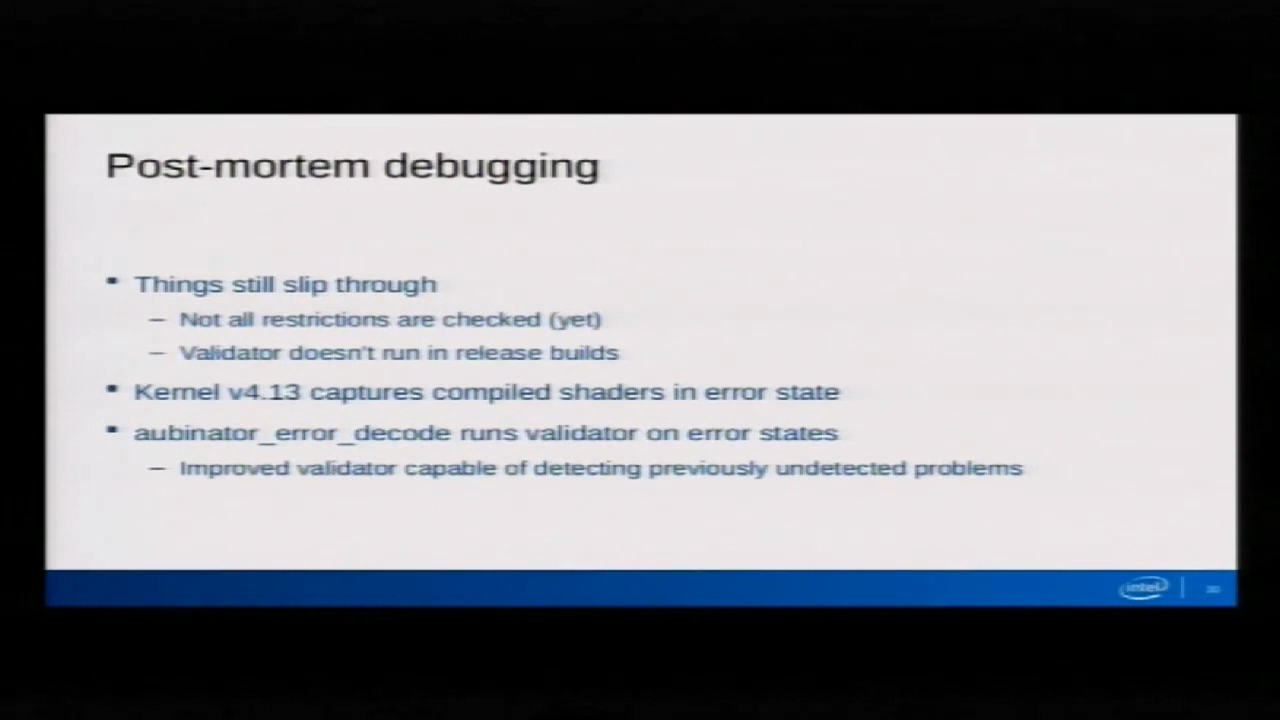 Post-mortem debugging
Things still slip through
– Not all restrictions are checked (yet)
– Validator doesn't run in release builds
Kernel v4.13 captures compiled shaders in error state
aubinator_error_decode runs validator on error states
– Improved validator capable of detecting previously undetected problems
intel